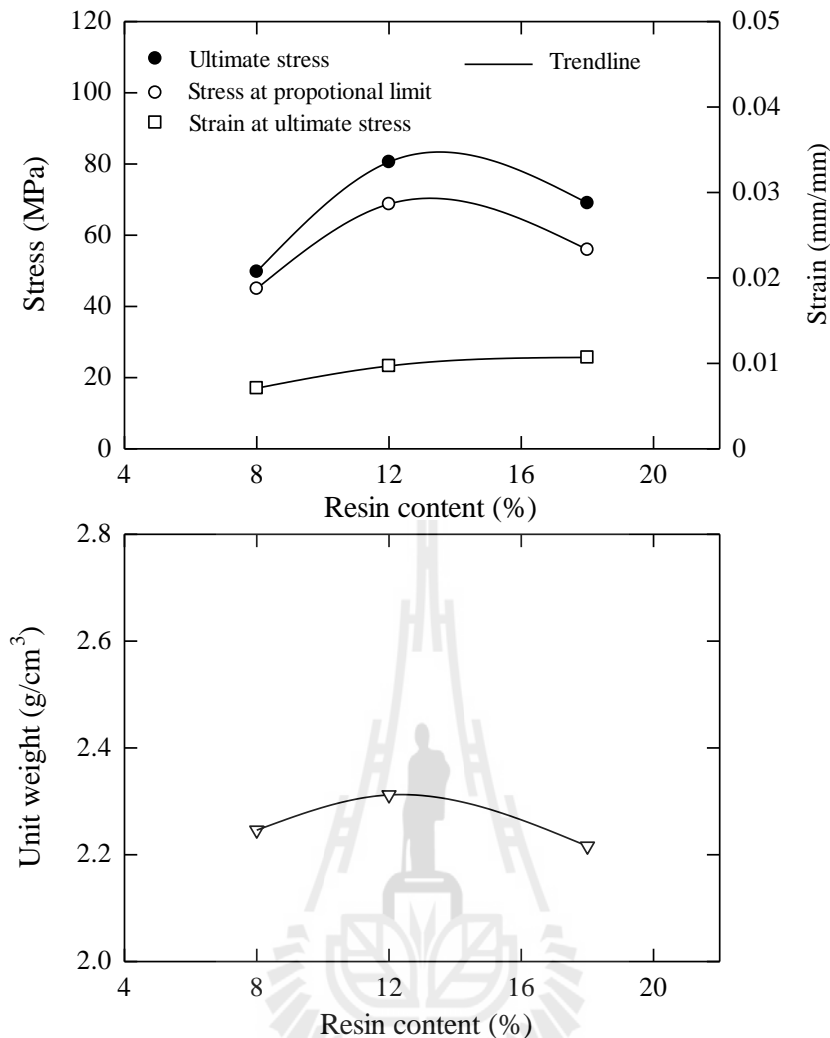 120
100
80
60
40
20
0
Stress (MPa)
Ultimate stress
Stress at propotional limit
Strain at ultimate stress
Trendline
0.05
0.04
0.03
0.02
0.01
0
Strain (mm/mm)
4 8 12 16 20
Resin content (%)
2.8
2.6
2.4
2.2
2.0
Unit weight (g/cm³)
4 8 12 16 20
Resin content (%)